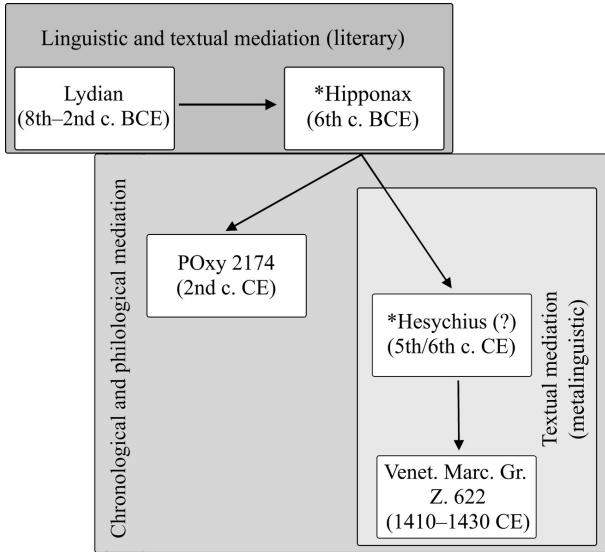 Linguistic and textual mediation (literary)
Lydian
(8th–2nd c. BCE)
*Hipponax
(6th c. BCE)
Chronological and philological mediation
POxy 2174
(2nd c. CE)
*Hesychius (?)
(5th/6th c. CE)
Textual mediation
(metalinguistic)
Venet. Marc. Gr.
Z. 622
(1410–1430 CE)